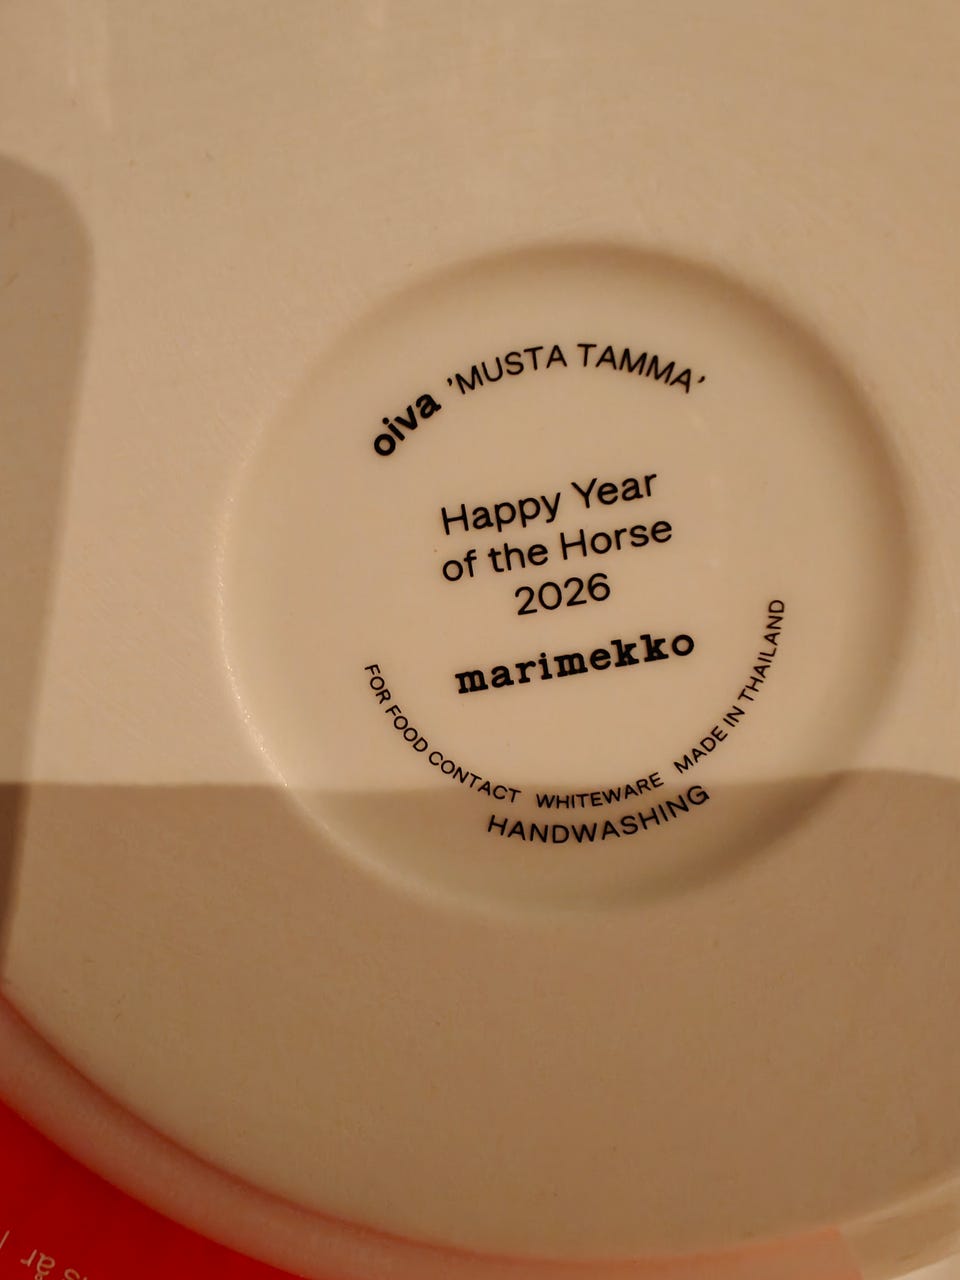 oiva 'MUSTA TAMMA'
Happy Year
of the Horse
2026
marimekko
FOR FOOD CONTACT WHITEWARE MADE IN THAILAND
HANDWASHING